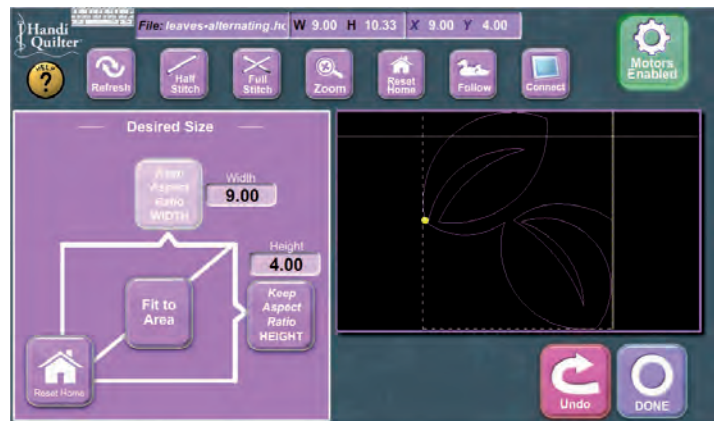 Handi
Quilter
File: leaves-alternating.hc W 9.00 H 10.33 X 9.00 Y 4.00
HELP
?
Refresh
Half
Stitch
Full
Stitch
Zoom
Reset
Home
Follow
Connect
Motors
Enabled
Desired Size
Keep
Aspect
Ratio
WIDTH
Width
9.00
Height
4.00
Fit to
Area
Keep
Aspect
Ratio
HEIGHT
Reset Home
Undo
DONE